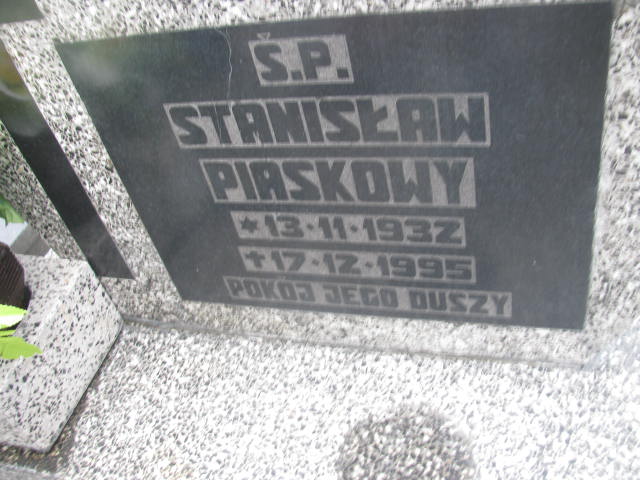 Ś.P.
STANISŁAW
PIASKOWY
*13·11·1932
†17·12·1995
POKÓJ JEGO DUSZY